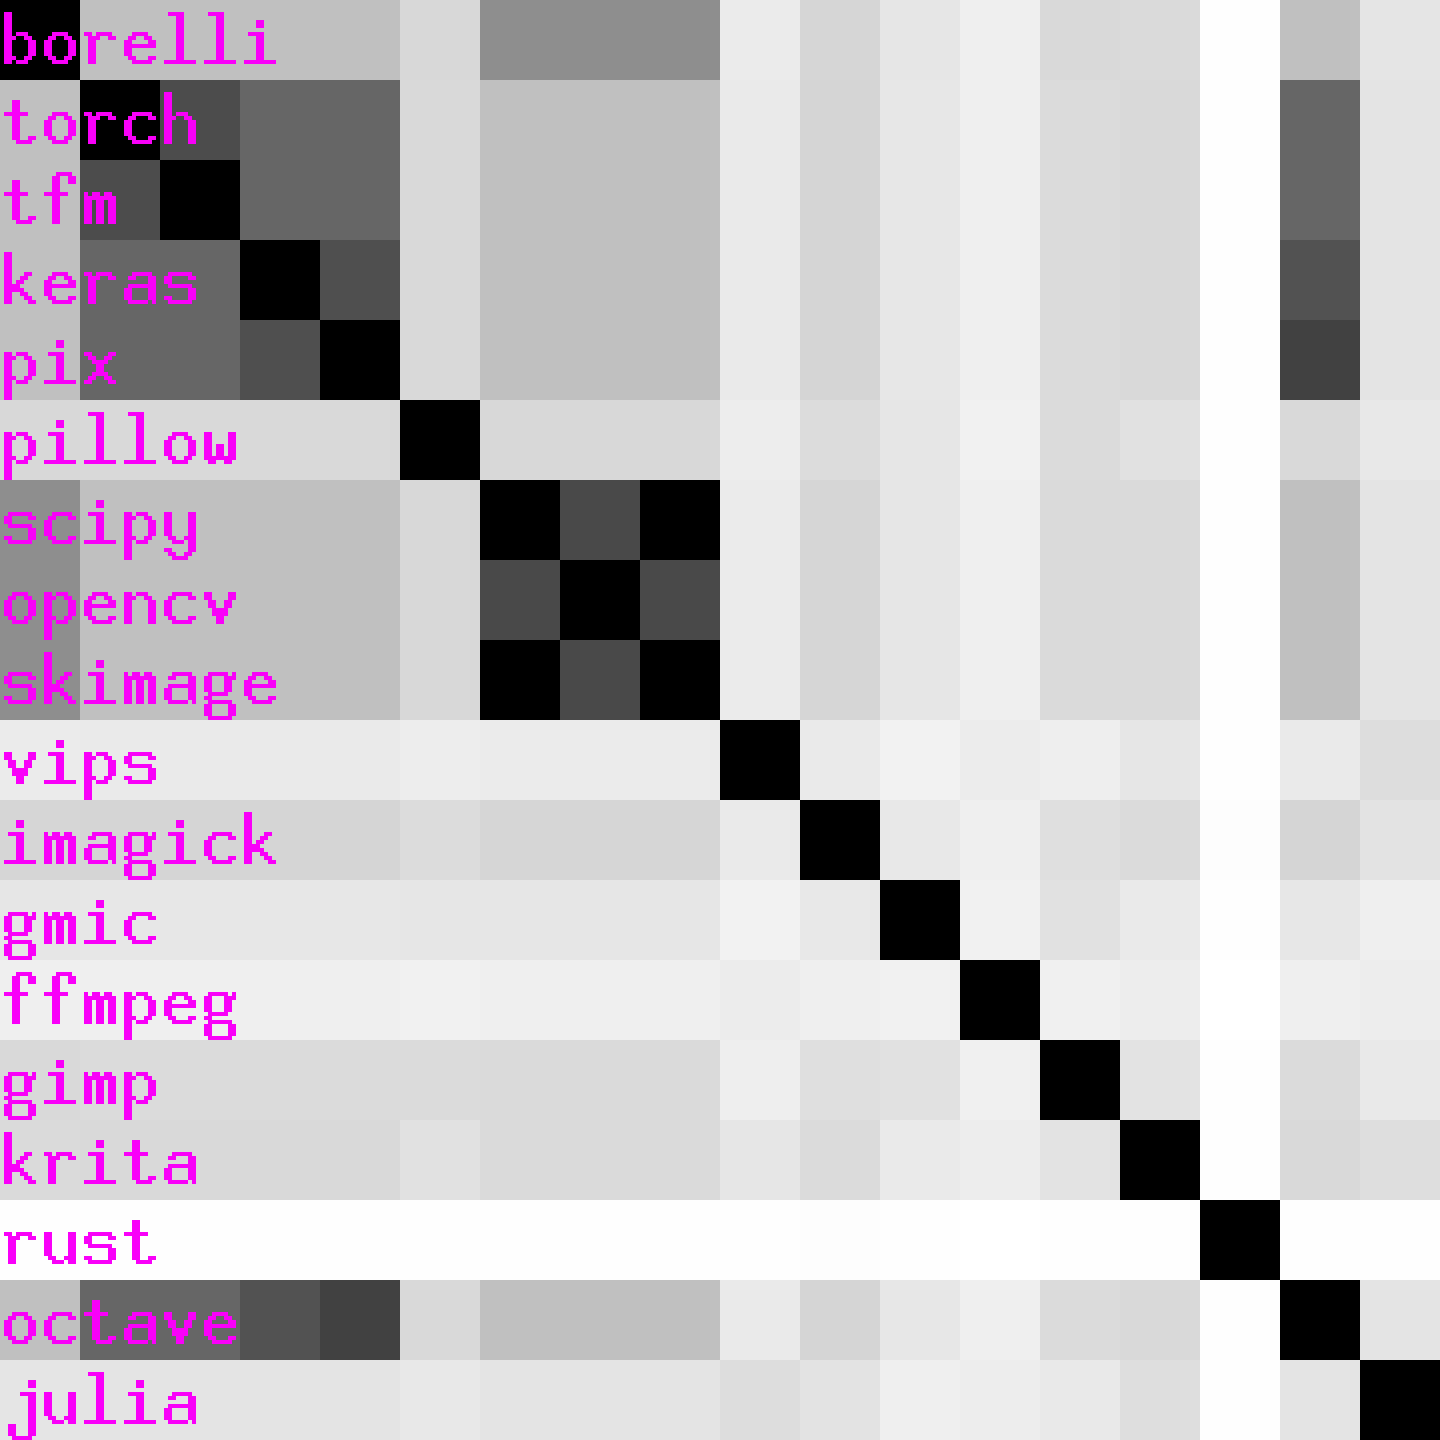 borelli
torch
tfm
keras
pix
pillow
scipy
opencv
skimage
vips
imagick
gmic
ffmpeg
gimp
krita
rust
octave
julia